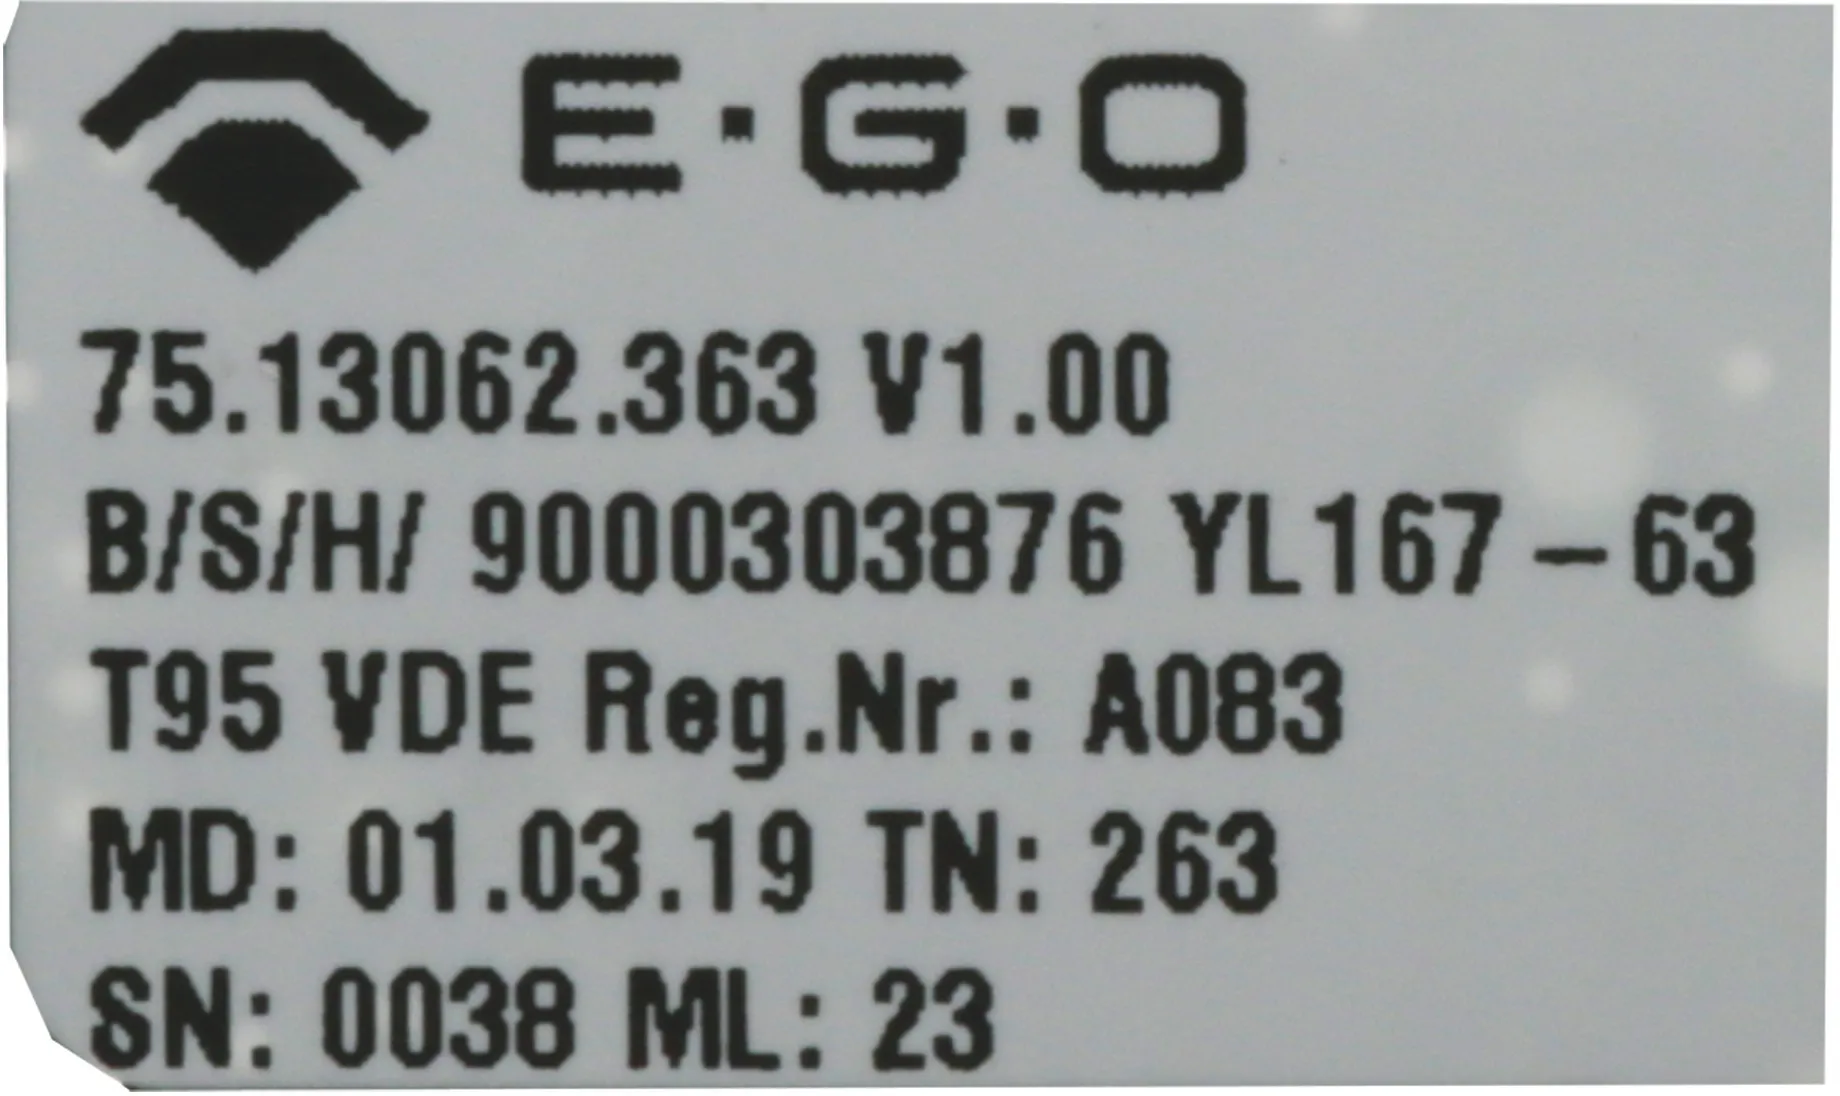 E·G·O
75.13062.363 V1.00
B/S/H/ 9000303876 YL167-63
T95 VDE Reg.Nr.: A083
MD: 01.03.19 TN: 263
SN: 0038 ML: 23